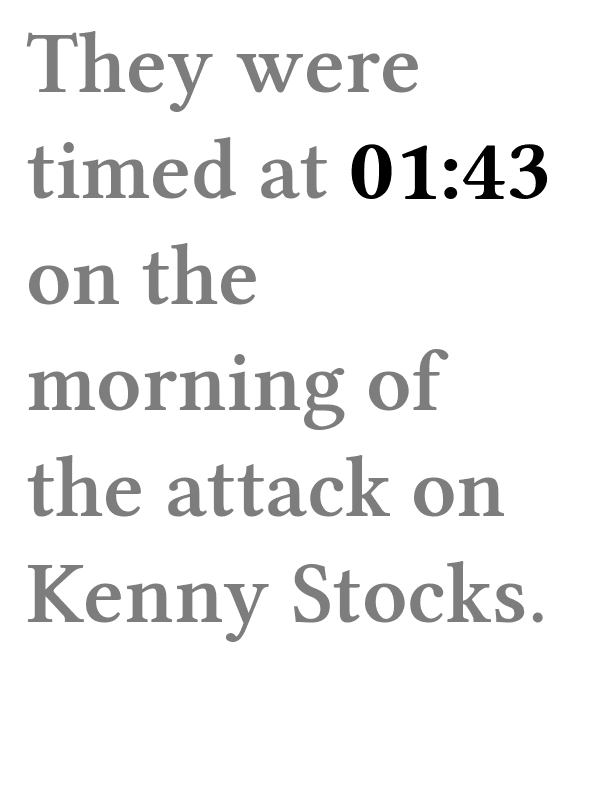 They were
timed at 01:43
on the
morning of
the attack on
Kenny Stocks.